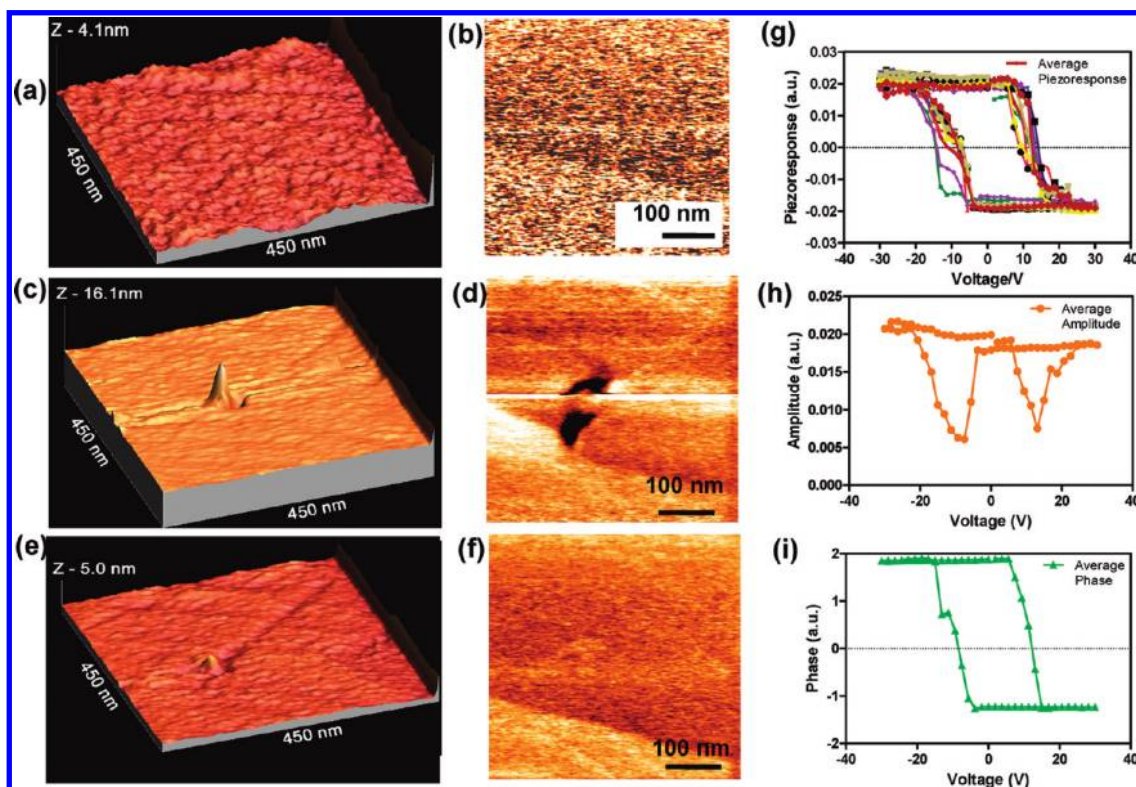 (a)
Z - 4.1nm
450 nm
450 nm
(b)
100 nm
(c)
Z - 16.1nm
450 nm
450 nm
(d)
100 nm
(e)
Z - 5.0 nm
450 nm
450 nm
(f)
100 nm
(g)
Average
Piezoresponse
Piezoresponse (a.u.)
0.03
0.02
0.01
0.00
-0.01
-0.02
-0.03
-40 -30 -20 -10 0 10 20 30 40
Voltage/V
(h)
Average
Amplitude
Amplitude (a.u.)
0.025
0.020
0.015
0.010
0.005
0.000
-40 -20 0 20 40
Voltage (V)
(i)
Average
Phase
Phase (a.u.)
2
1
0
-1
-2
-40 -20 0 20 40
Voltage (V)